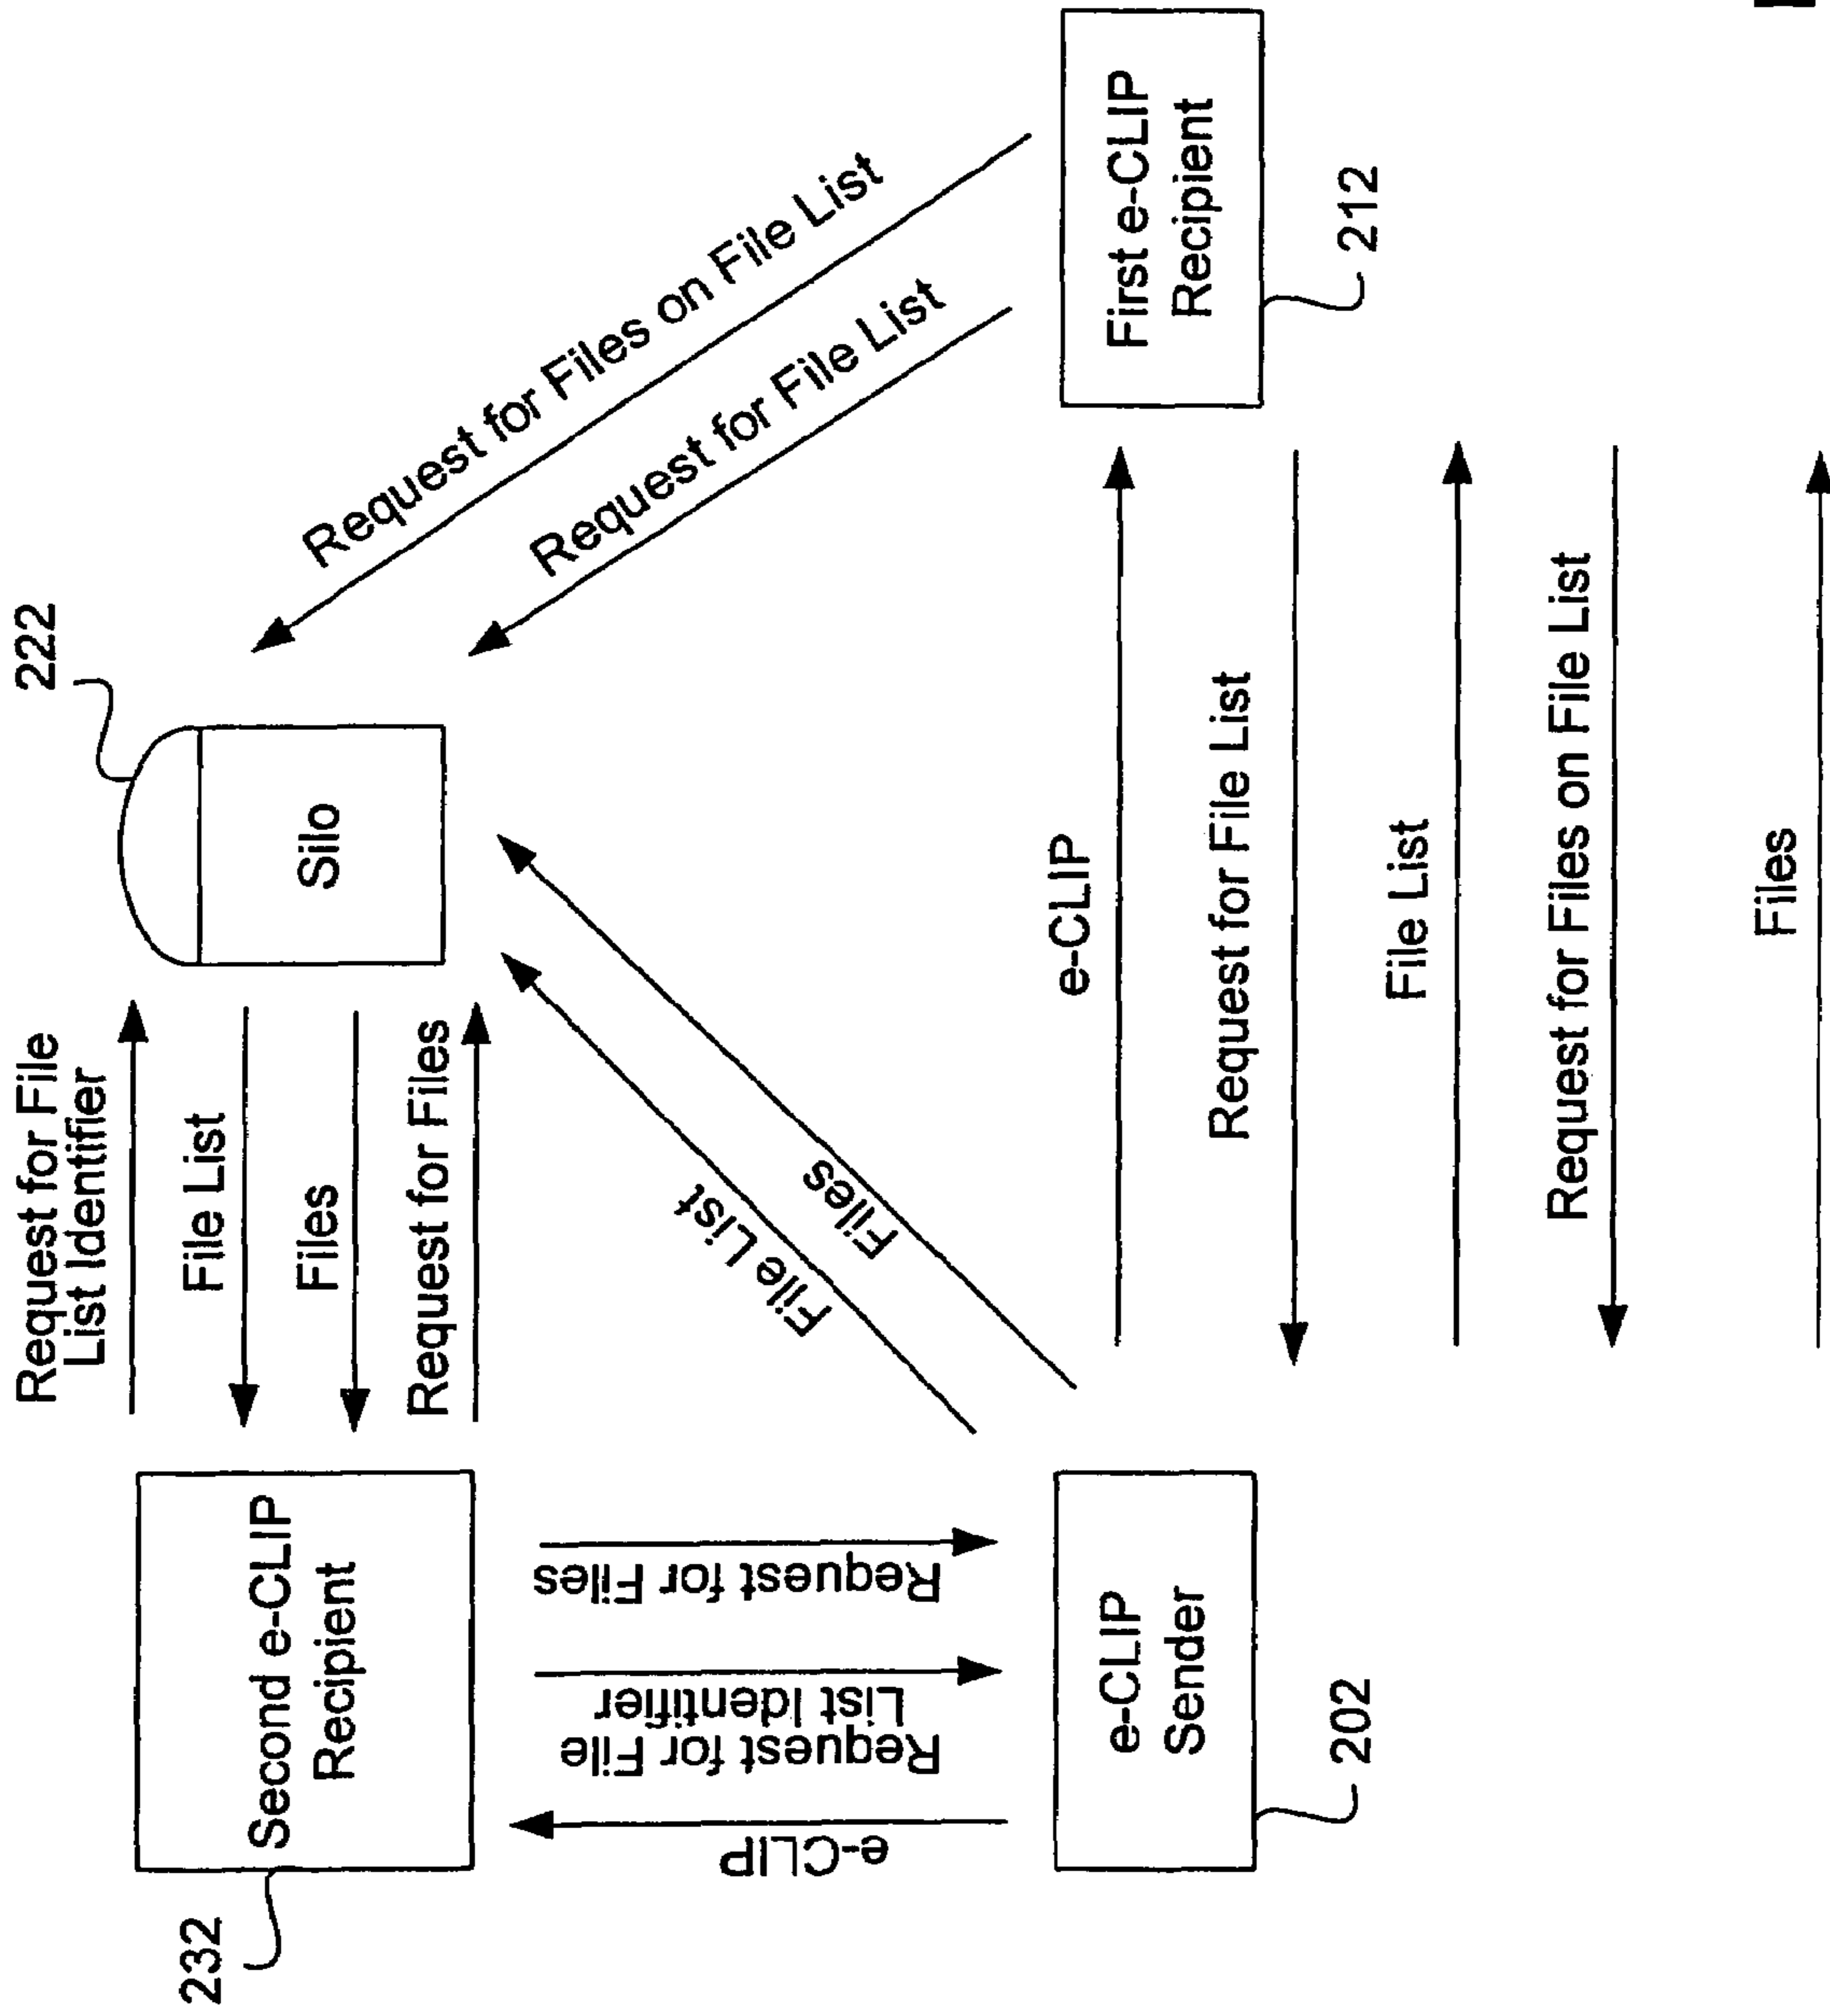 Request for File
List Identifier
File List
Files
Request for Files
232
Second e-CLIP
Recipient
222
Silo
Request for Files on File List
Request for File List
e-CLIP
Request for File
List Identifier
Request for Files
File List
Files
e-CLIP
Sender
202
First e-CLIP
Recipient
212
e-CLIP
Request for File List
File List
Request for Files on File List
Files